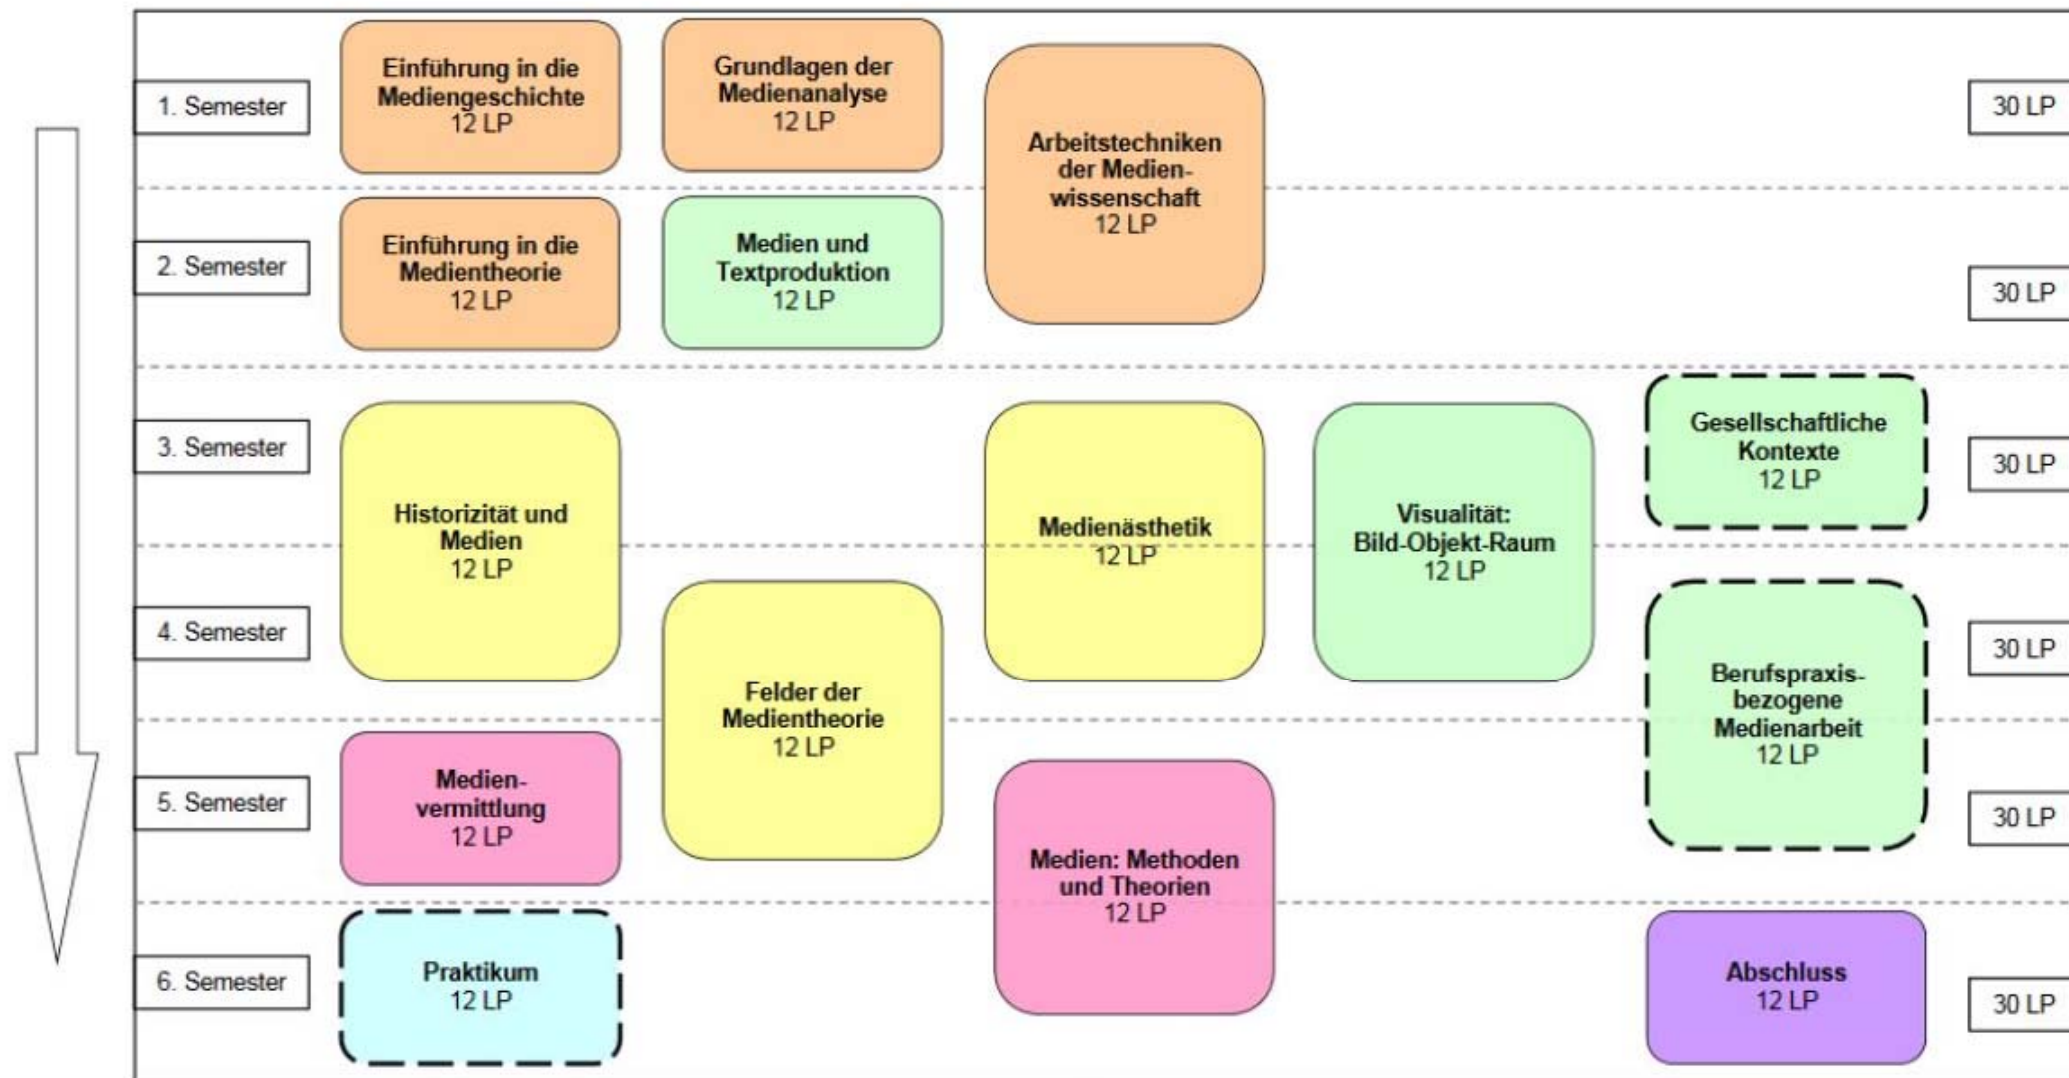 1. Semester
Einführung in die
Mediengeschichte
12 LP
Grundlagen der
Medienanalyse
12 LP
Arbeitstechniken
der Medien-
wissenschaft
12 LP
30 LP
2. Semester
Einführung in die
Medientheorie
12 LP
Medien und
Textproduktion
12 LP
30 LP
3. Semester
Historizität und
Medien
12 LP
Medienästhetik
12 LP
Visualität:
Bild-Objekt-Raum
12 LP
Gesellschaftliche
Kontexte
12 LP
30 LP
4. Semester
Felder der
Medientheorie
12 LP
Berufspraxis-
bezogene
Medienarbeit
12 LP
30 LP
5. Semester
Medien-
vermittlung
12 LP
Medien: Methoden
und Theorien
12 LP
30 LP
6. Semester
Praktikum
12 LP
Abschluss
12 LP
30 LP